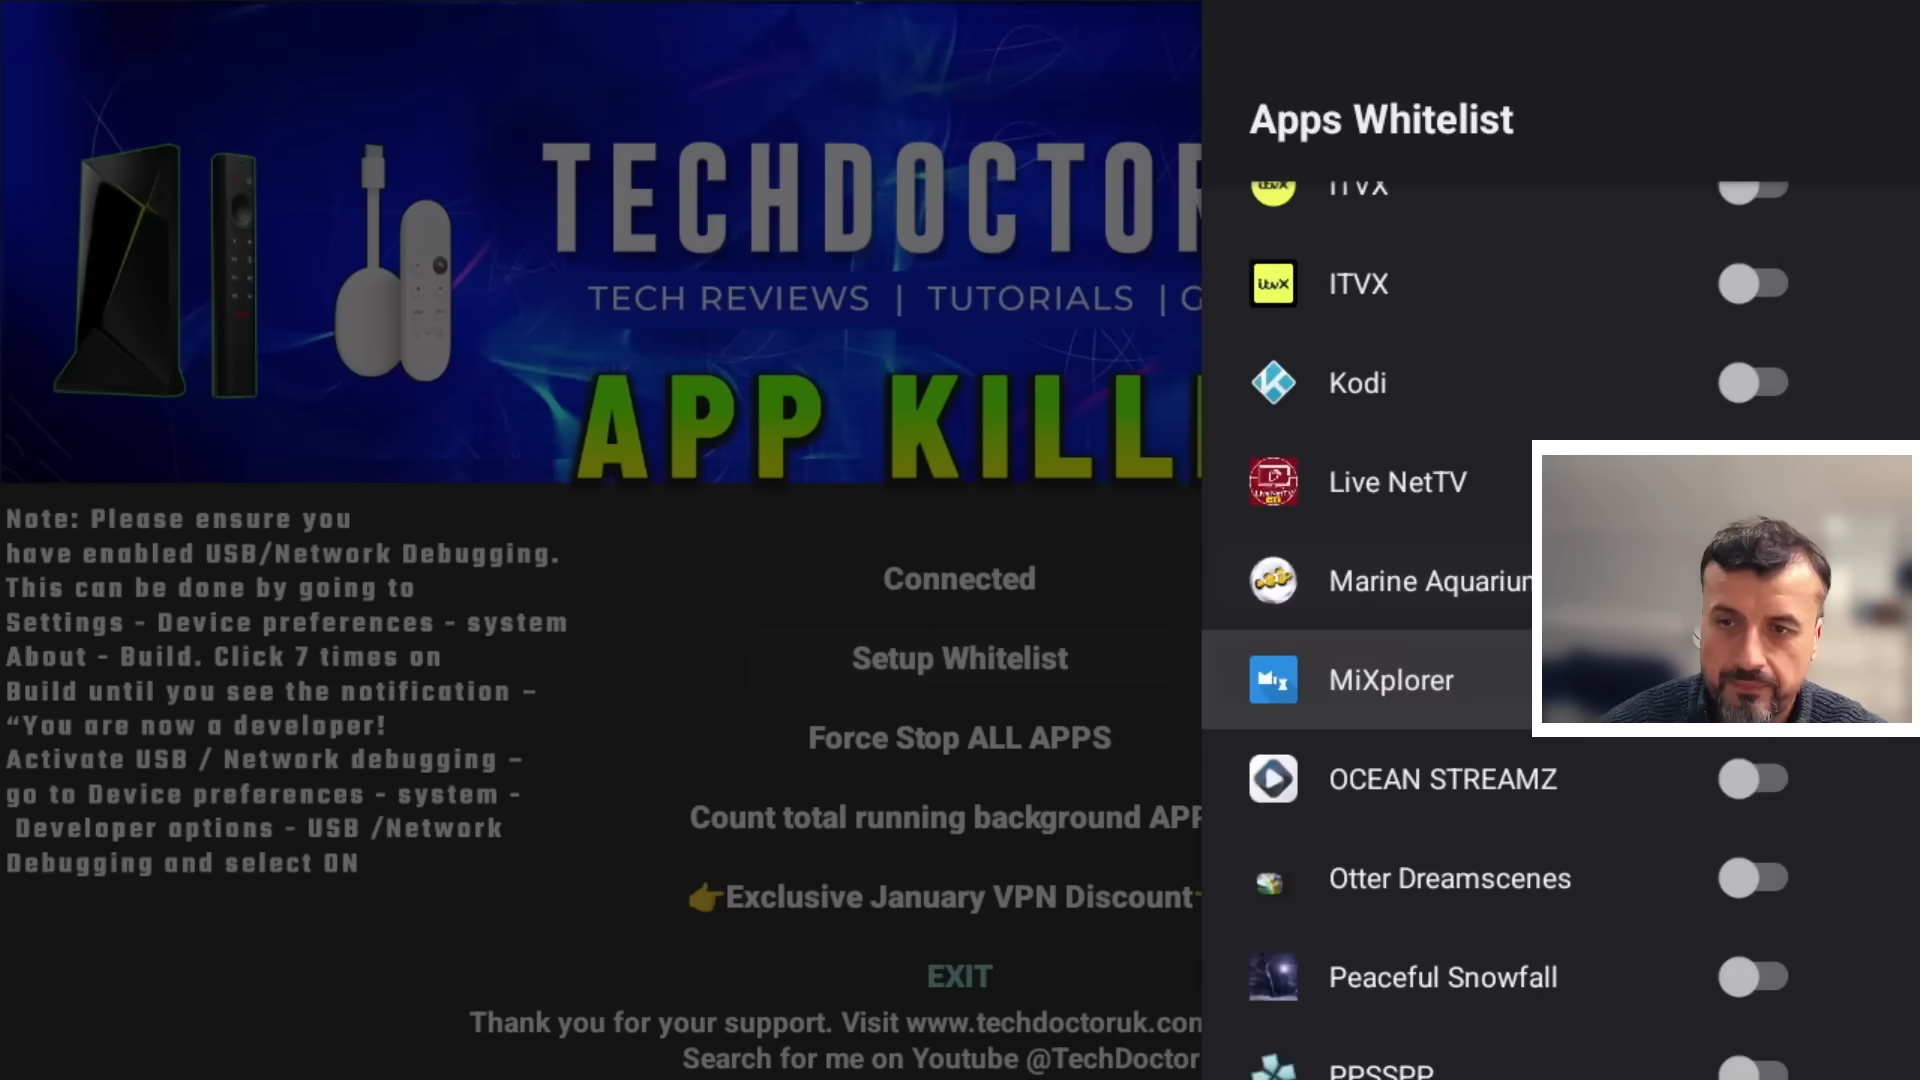 TECHDOCTOR
TECH REVIEWS | TUTORIALS | G
APP KILL
Note: Please ensure you
have enabled USB/Network Debugging.
This can be done by going to
Settings - Device preferences - system
About - Build. Click 7 times on
Build until you see the notification –
“You are now a developer!
Activate USB / Network debugging –
go to Device preferences - system -
Developer options - USB /Network
Debugging and select ON
Connected
Setup Whitelist
Force Stop ALL APPS
Count total running background APP
👉Exclusive January VPN Discount
EXIT
Thank you for your support. Visit www.techdoctoruk.com
Search for me on Youtube @TechDoctor
Apps Whitelist
ITVX
itvX
ITVX
Kodi
Live NetTV
Marine Aquarium
MiXplorer
OCEAN STREAMZ
Otter Dreamscenes
Peaceful Snowfall
PPSSPP